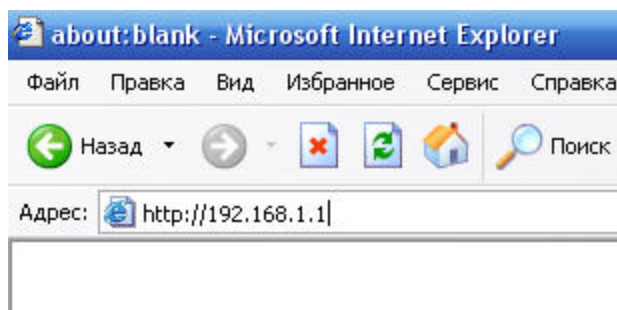 about:blank - Microsoft Internet Explorer
Файл Правка Вид Избранное Сервис Справка
Назад Поиск
Адрес: http://192.168.1.1